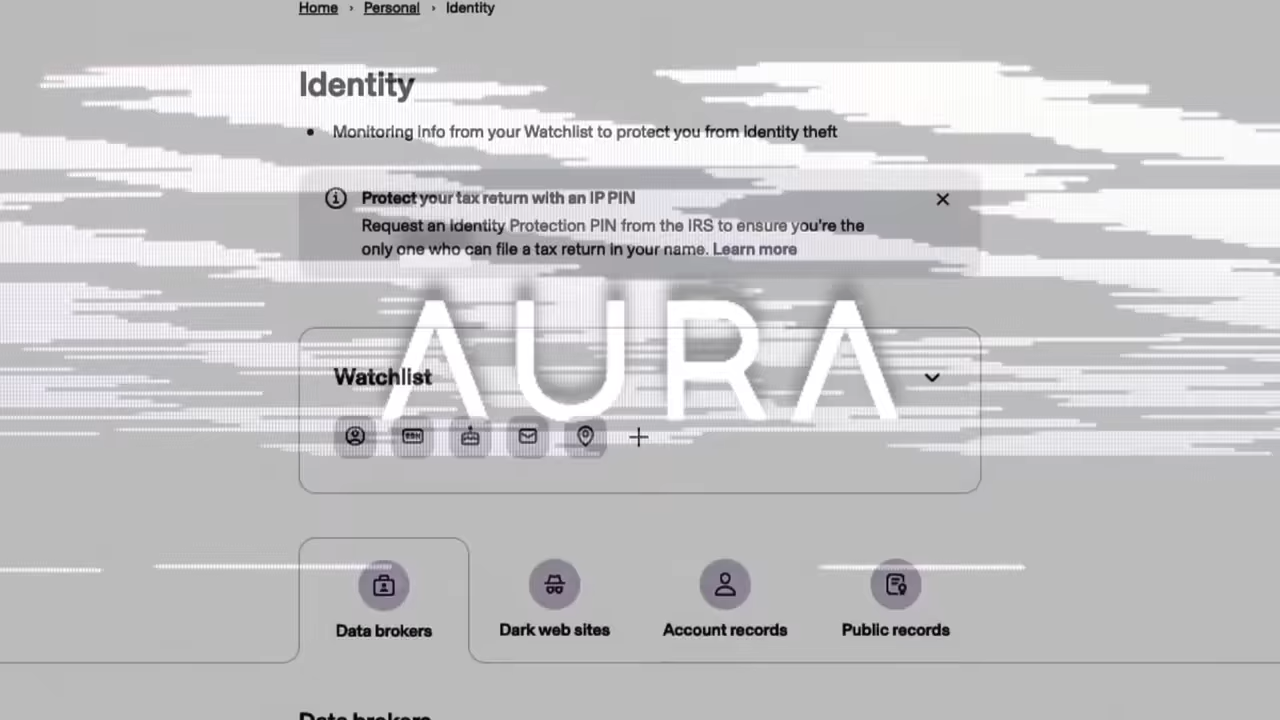 Home › Personal › Identity
Identity
• Monitoring info from your Watchlist to protect you from identity theft
Protect your tax return with an IP PIN
Request an Identity Protection PIN from the IRS to ensure you're the
only one who can file a tax return in your name. Learn more
AURA
Watchlist
SSN
Data brokers
Dark web sites
Account records
Public records
Data brokers